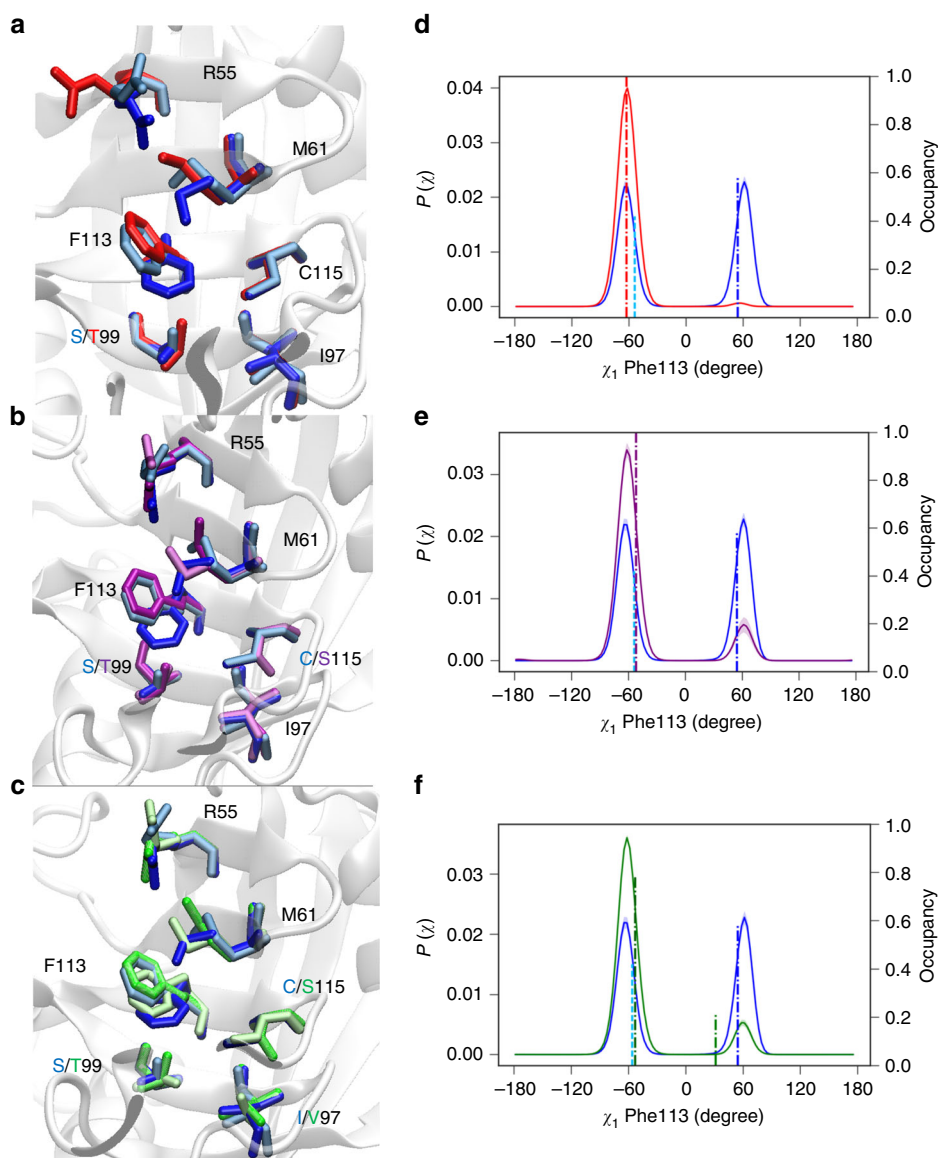 a
R55
M61
F113
C115
S/T99
I97
b
R55
M61
F113
S/T99
C/S115
I97
c
R55
M61
F113
C/S115
S/T99
I/V97
d
0.04
0.03
0.02
0.01
0.00
P (χ)
1.0
0.8
0.6
0.4
0.2
0.0
Occupancy
−180 −120 −60 0 60 120 180
χ1 Phe113 (degree)
e
0.03
0.02
0.01
0.00
P (χ)
1.0
0.8
0.6
0.4
0.2
0.0
Occupancy
−180 −120 −60 0 60 120 180
χ1 Phe113 (degree)
f
0.03
0.02
0.01
0.00
P (χ)
1.0
0.8
0.6
0.4
0.2
0.0
Occupancy
−180 −120 −60 0 60 120 180
χ1 Phe113 (degree)